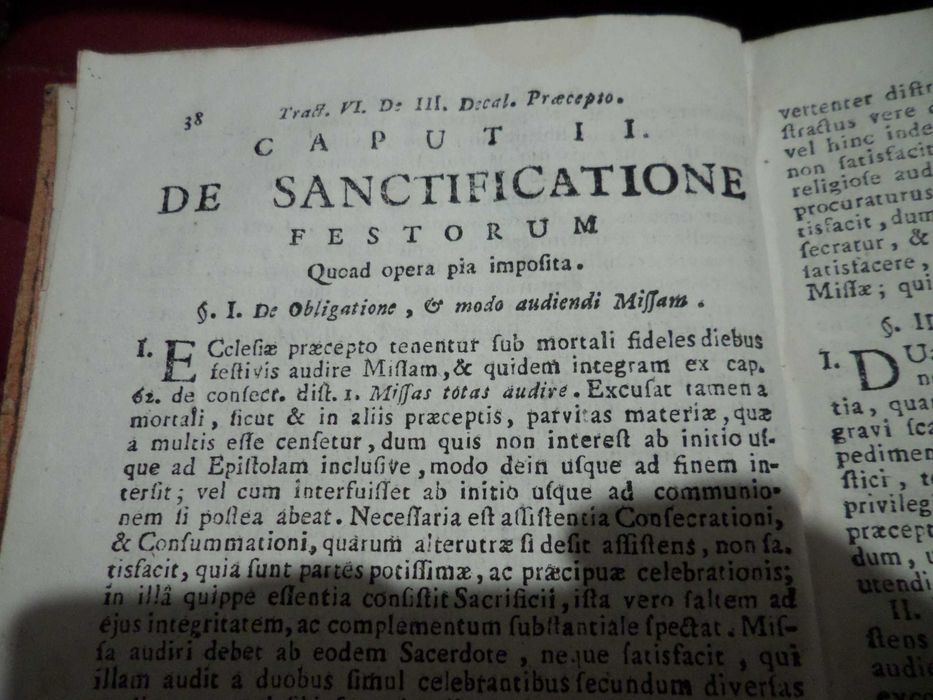 38 Tract. VI. De III. Decal. Præcepto.
CAPUT II.
DE SANCTIFICATIONE
FESTORUM
Quoad opera pia imposita.
§. I. De Obligatione, & modo audiendi Missam.
I. ECclesiæ præcepto tenentur sub mortali fideles diebus
festivis audire Missam, & quidem integram ex cap.
62. de consect. dist. 1. Missas totas audire. Excusat tamen a
mortali, sicut & in aliis præceptis, parvitas materiæ, quæ
a multis esse censetur, dum quis non interest ab initio us-
que ad Epistolam inclusive, modo dein usque ad finem in-
tersit; vel cum interfuisset ab initio usque ad communio-
nem si postea abeat. Necessaria est assistentia Consecrationi,
& Consummationi, quarum alterutræ si desit assistens, non sa-
tisfacit, quia sunt partes potissimæ, ac præcipuæ celebrationis;
in illâ quippe essentia consistit Sacrificii, ista vero saltem ad
ejus integritatem, ac complementum substantiale spectat. Mis-
sa audiri debet ab eodem Sacerdote, neque satisfacit, qui
illam audit a duobus simul celebrantibus secundum diversas
vertenter distr
stractus vere
vel hinc inde
non satisfacit
religiose aud
procuraturus
tisfacit, dum
secratur, &
satisfacere,
Missæ; qui
§. II
I. DU
tia, qua
gravi sca
pedimen
stici, t
privileg
præcept
dum, u
utendi
II.
stens
audie